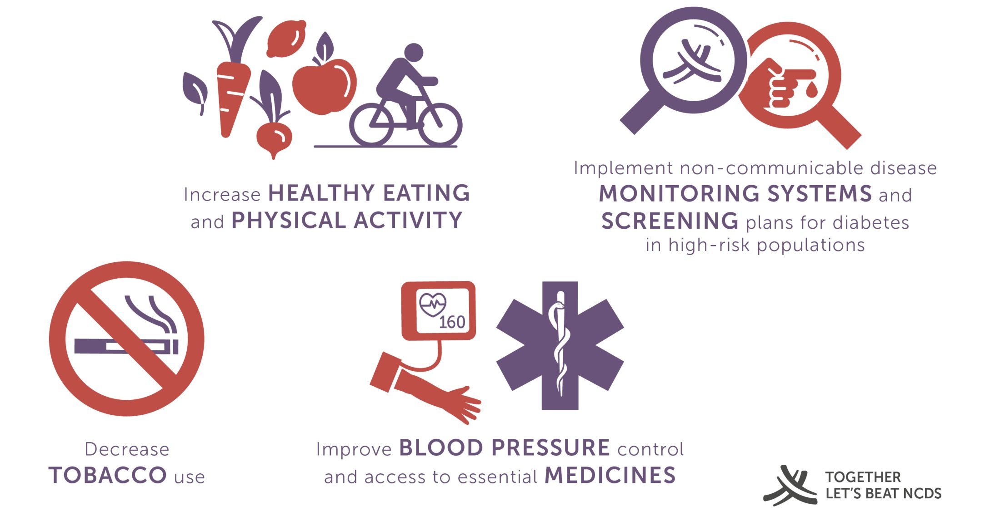 Increase HEALTHY EATING
and PHYSICAL ACTIVITY
Implement non-communicable disease
MONITORING SYSTEMS and
SCREENING plans for diabetes
in high-risk populations
Decrease
TOBACCO use
160
Improve BLOOD PRESSURE control
and access to essential MEDICINES
TOGETHER
LET'S BEAT NCDS